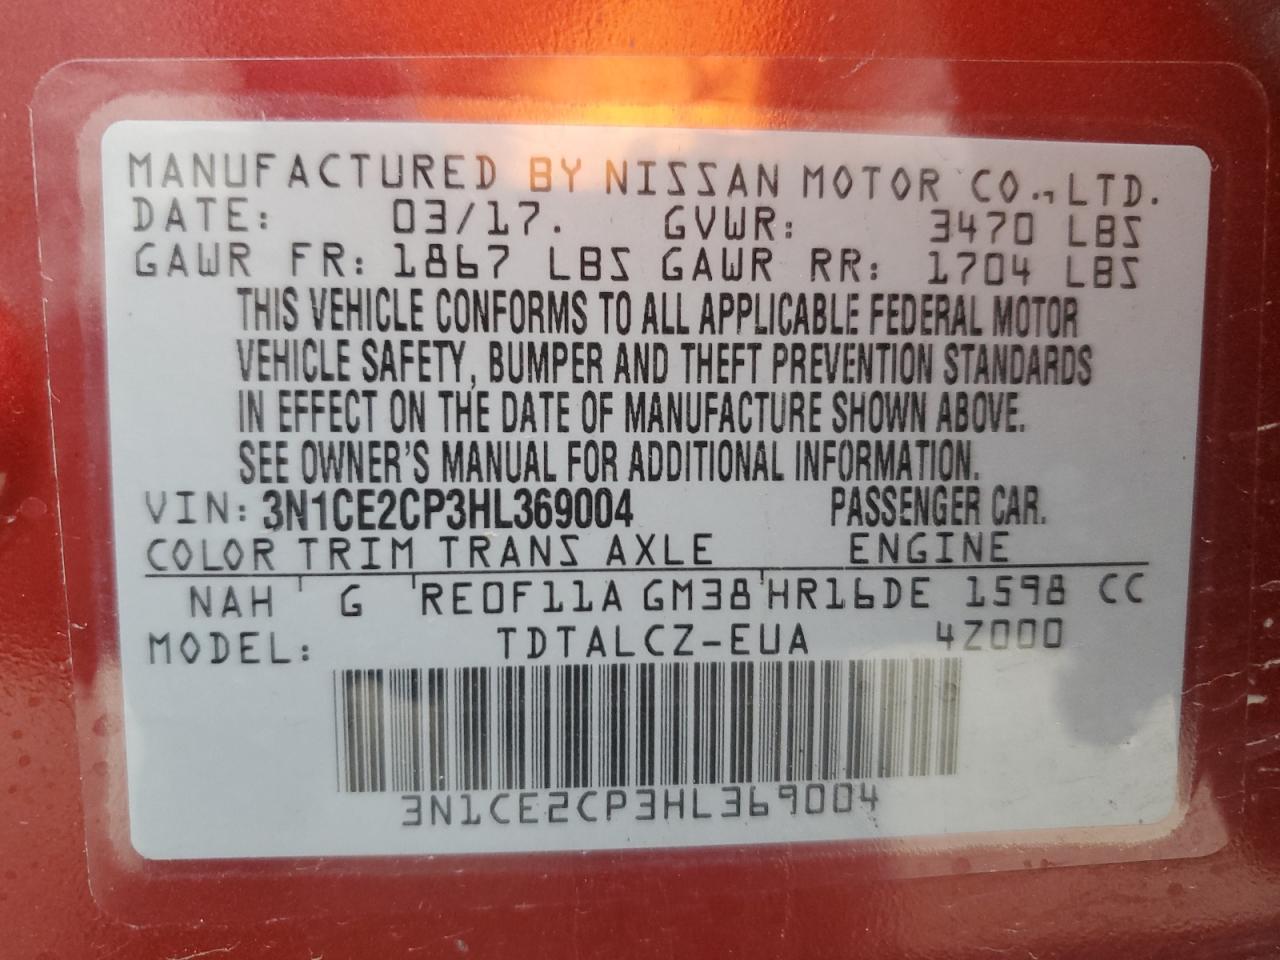 MANUFACTURED BY NISSAN MOTOR CO.,LTD.
DATE: 03/17. GVWR: 3470 LBS
GAWR FR: 1867 LBS GAWR RR: 1704 LBS
THIS VEHICLE CONFORMS TO ALL APPLICABLE FEDERAL MOTOR
VEHICLE SAFETY, BUMPER AND THEFT PREVENTION STANDARDS
IN EFFECT ON THE DATE OF MANUFACTURE SHOWN ABOVE.
SEE OWNER'S MANUAL FOR ADDITIONAL INFORMATION.
VIN: 3N1CE2CP3HL369004 PASSENGER CAR.
COLOR TRIM TRANS AXLE ENGINE
NAH G RE0F11A GM38 HR16DE 1598 CC
MODEL: TDTALCZ-EUA 4Z000
3N1CE2CP3HL369004